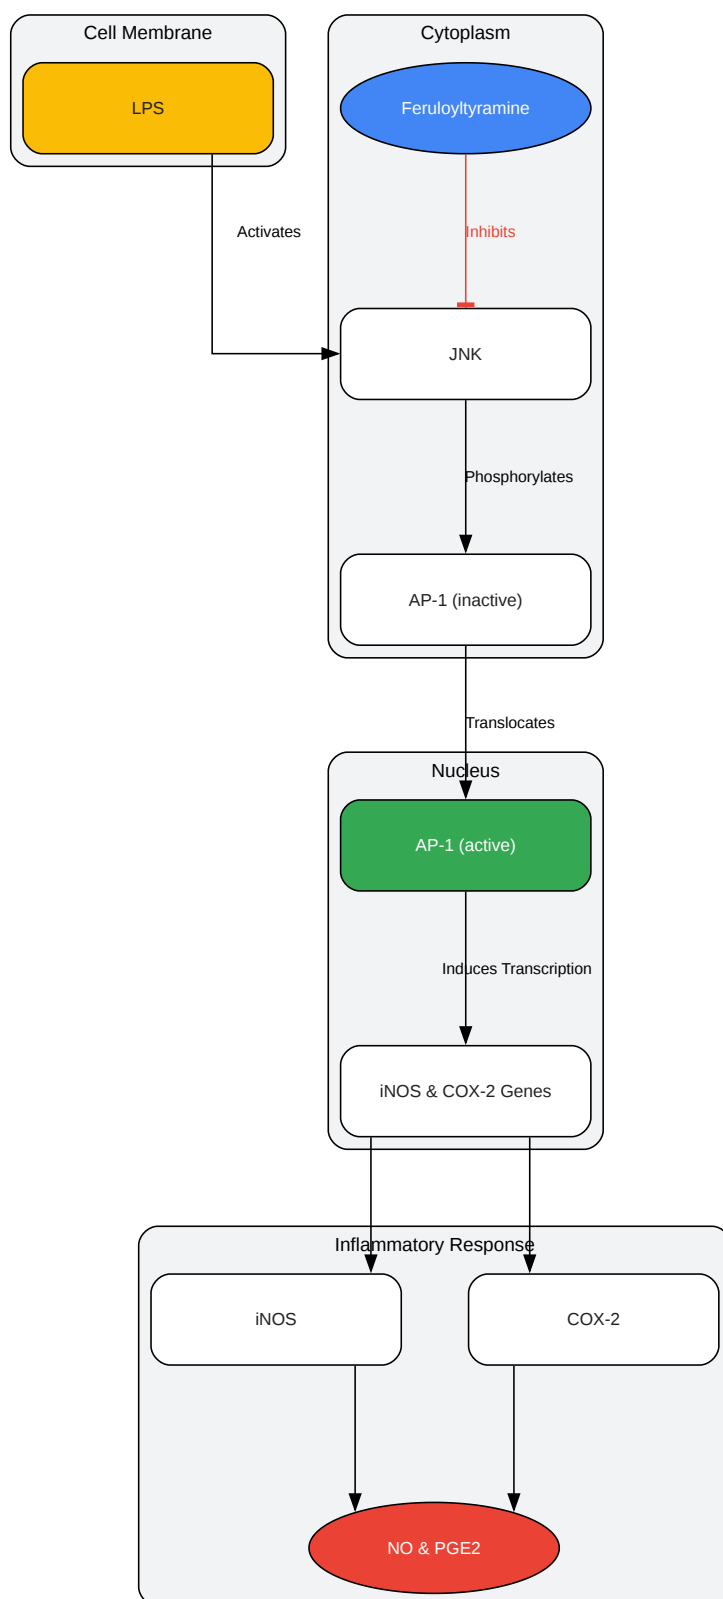 Cell Membrane
LPS
Cytoplasm
Feruloyltyramine
Activates
Inhibits
JNK
Phosphorylates
AP-1 (inactive)
Translocates
Nucleus
AP-1 (active)
Induces Transcription
iNOS & COX-2 Genes
Inflammatory Response
iNOS
COX-2
NO & PGE2